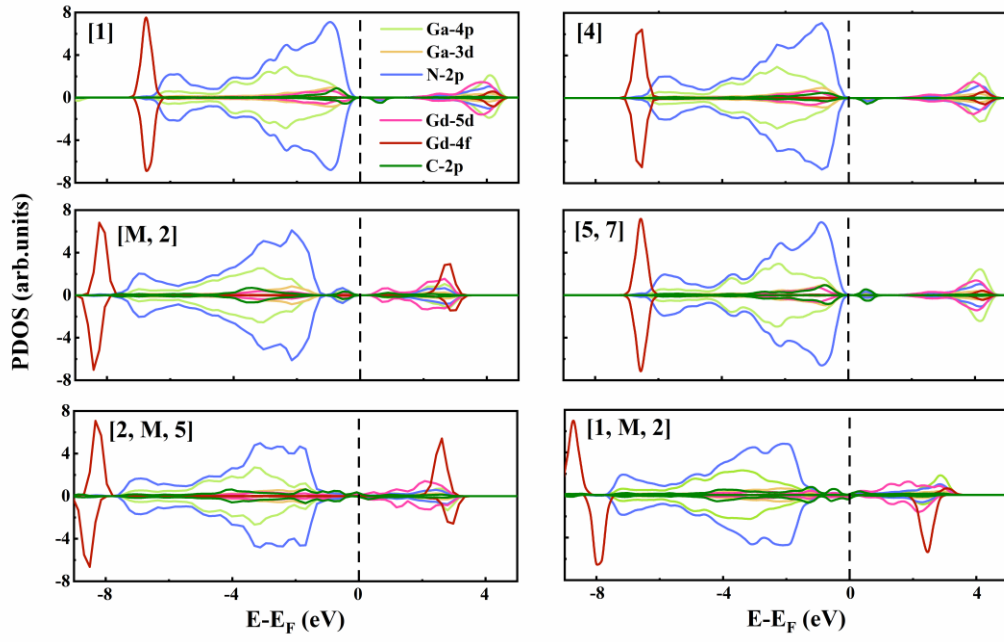 [1]
Ga-4p
Ga-3d
N-2p
Gd-5d
Gd-4f
C-2p
8
4
0
-4
-8
[4]
[M, 2]
8
4
0
-4
-8
[5, 7]
PDOS (arb.units)
[2, M, 5]
8
4
0
-4
-8
[1, M, 2]
-8 -4 0 4
-8 -4 0 4
E-E_F (eV)
E-E_F (eV)